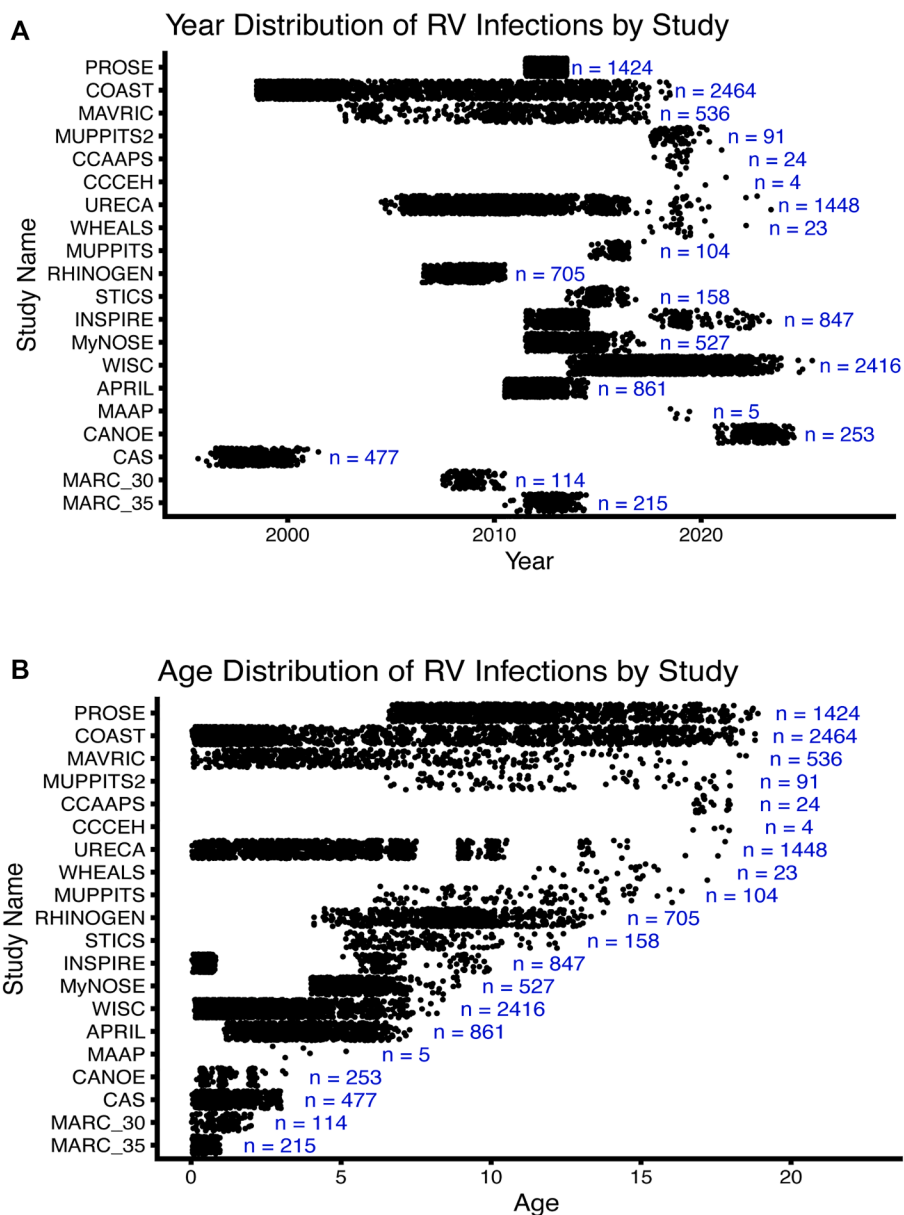 A
Year Distribution of RV Infections by Study
PROSE n = 1424
COAST n = 2464
MAVRIC n = 536
MUPPITS2 n = 91
CCAAPS n = 24
CCCEH n = 4
URECA n = 1448
WHEALS n = 23
MUPPITS n = 104
RHINOGEN n = 705
STICS n = 158
INSPIRE n = 847
MyNOSE n = 527
WISC n = 2416
APRIL n = 861
MAAP n = 5
CANOE n = 253
CAS n = 477
MARC_30 n = 114
MARC_35 n = 215
Study Name
2000 2010 2020
Year
B
Age Distribution of RV Infections by Study
PROSE n = 1424
COAST n = 2464
MAVRIC n = 536
MUPPITS2 n = 91
CCAAPS n = 24
CCCEH n = 4
URECA n = 1448
WHEALS n = 23
MUPPITS n = 104
RHINOGEN n = 705
STICS n = 158
INSPIRE n = 847
MyNOSE n = 527
WISC n = 2416
APRIL n = 861
MAAP n = 5
CANOE n = 253
CAS n = 477
MARC_30 n = 114
MARC_35 n = 215
Study Name
0 5 10 15 20
Age